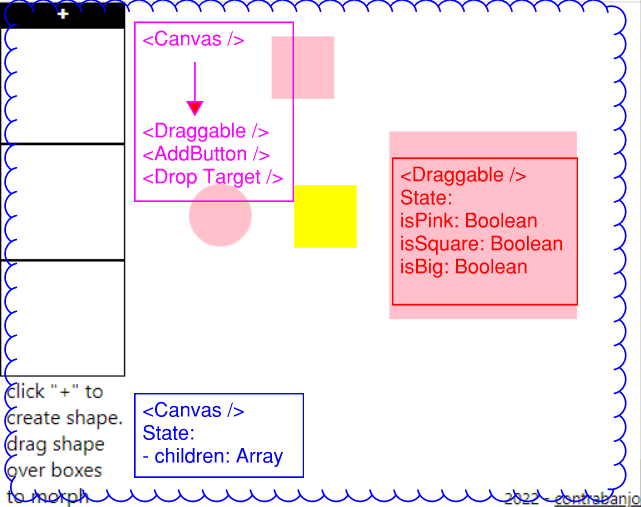 +
<Canvas />
<Draggable />
<AddButton />
<Drop Target />
<Draggable />
State:
isPink: Boolean
isSquare: Boolean
isBig: Boolean
click "+" to
create shape.
drag shape
over boxes
to morph
<Canvas />
State:
- children: Array
2022 - contrabanjo